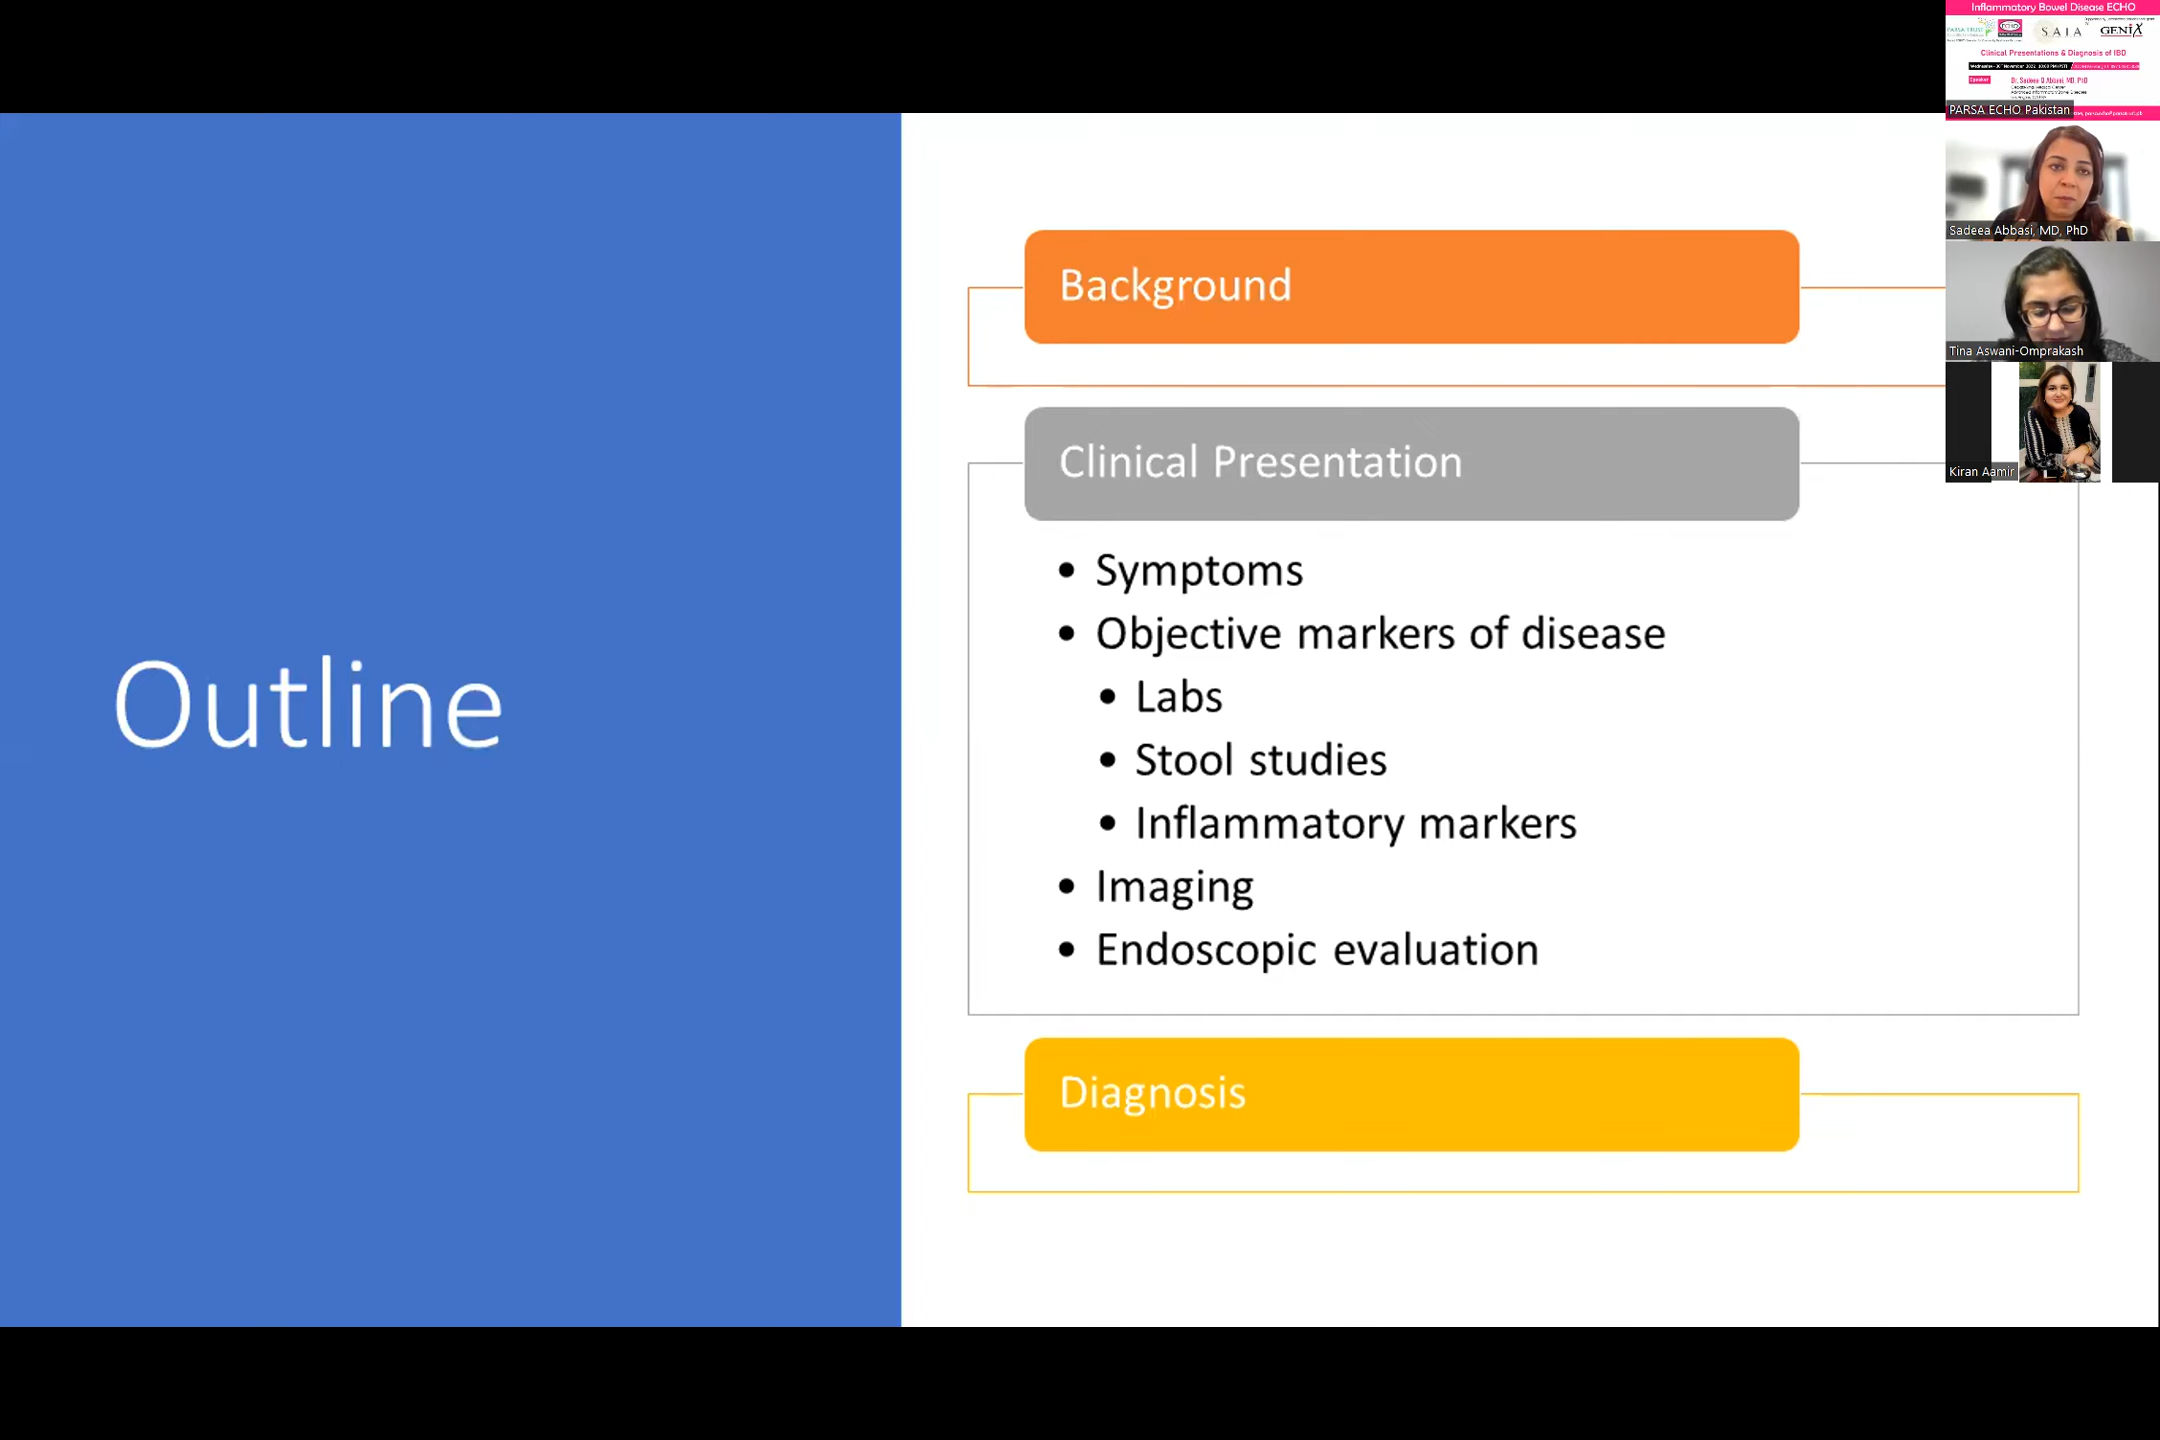 Outline
Background
Clinical Presentation
• Symptoms
• Objective markers of disease
• Labs
• Stool studies
• Inflammatory markers
• Imaging
• Endoscopic evaluation
Diagnosis
Inflammatory Bowel Disease ECHO
PARSA TRUST
ECHO
SAIA
GENIX
Clinical Presentations & Diagnosis of IBD
Speaker
Dr. Sadeea Q Abbasi, MD, PhD
PARSA ECHO Pakistan
Sadeea Abbasi, MD, PhD
Tina Aswani-Omprakash
Kiran Aamir